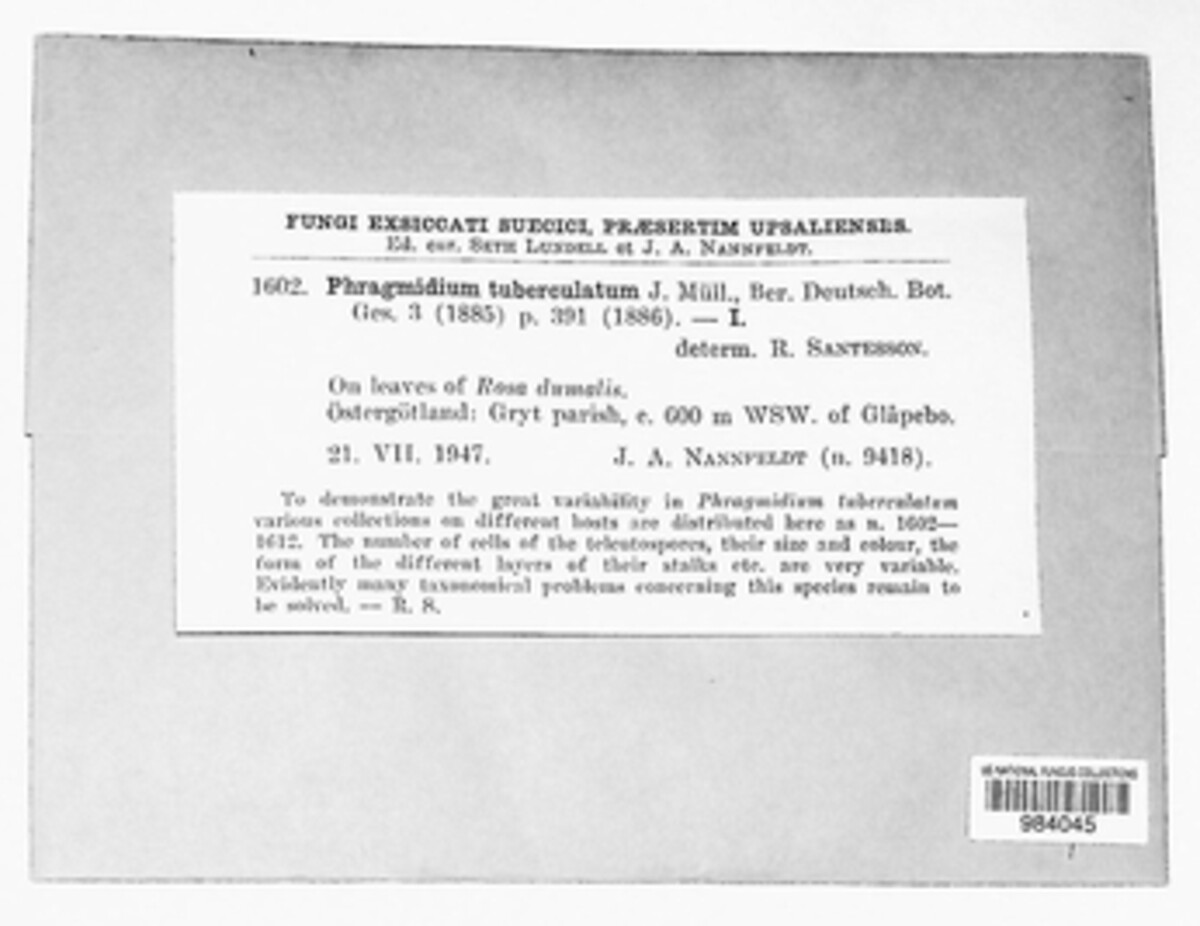 FUNGI EXSICCATI SUECICI, PRÆSERTIM UPSALIENSES.
Ed. cur. SETH LUNDELL et J. A. NANNFELDT.
1602. Phragmidium tuberculatum J. Müll., Ber. Deutsch. Bot.
Ges. 3 (1885) p. 391 (1886). — I.
determ. R. SANTESSON.
On leaves of Rosa dumalis.
Östergötland: Gryt parish, c. 600 m WSW. of Glåpebo.
21. VII. 1947. J. A. NANNFELDT (n. 9418).
To demonstrate the great variability in Phragmidium tuberculatum
various collections on different hosts are distributed here as n. 1602—
1612. The number of cells of the teleutospores, their size and colour, the
form of the different layers of their stalks etc. are very variable.
Evidently many taxonomical problems concerning this species remain to
be solved. — R. S.
US NATIONAL FUNGUS COLLECTIONS
984045